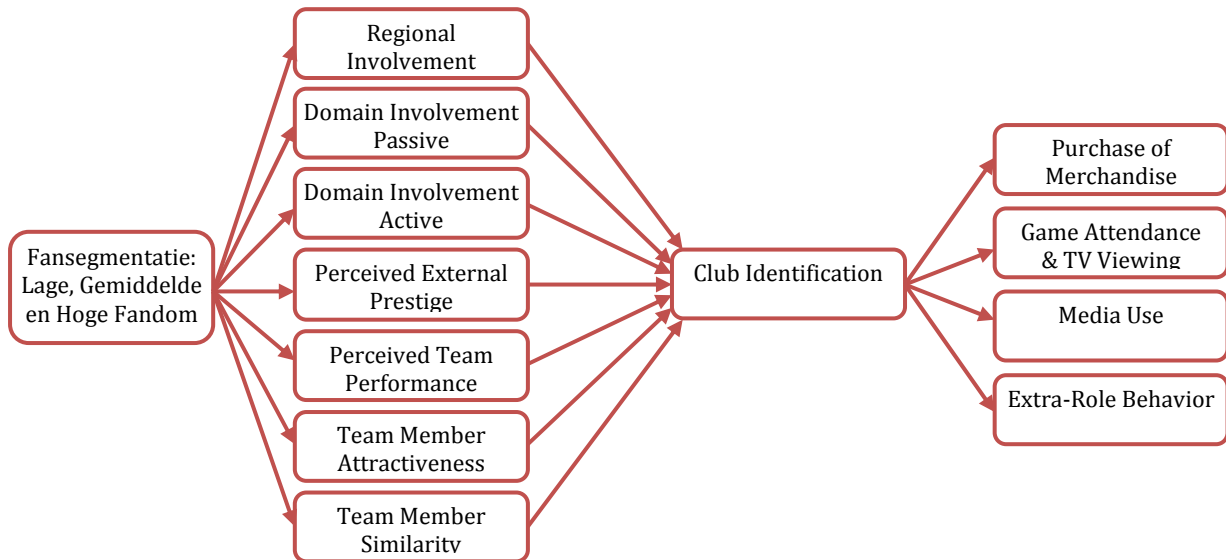 Fansegmentatie:
Lage, Gemiddelde
en Hoge Fandom
Regional
Involvement
Domain Involvement
Passive
Domain Involvement
Active
Perceived External
Prestige
Perceived Team
Performance
Team Member
Attractiveness
Team Member
Similarity
Club Identification
Purchase of
Merchandise
Game Attendance
& TV Viewing
Media Use
Extra-Role Behavior